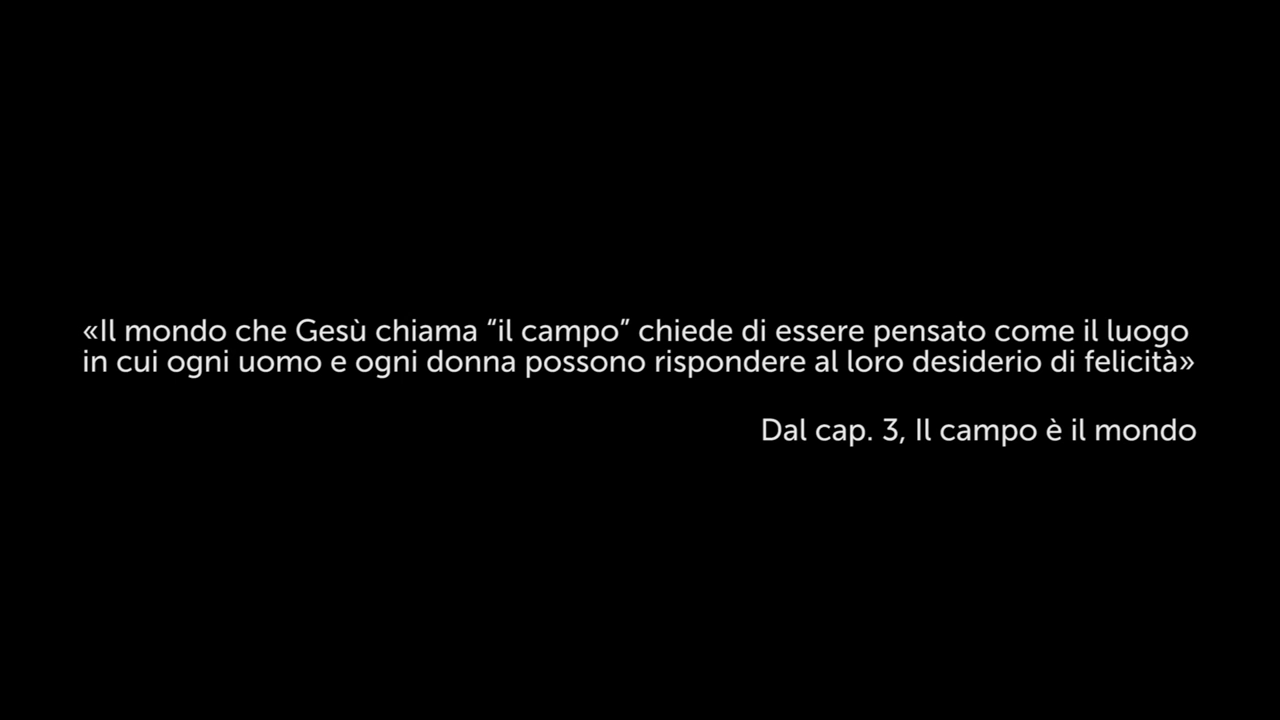 «Il mondo che Gesù chiama “il campo” chiede di essere pensato come il luogo
in cui ogni uomo e ogni donna possono rispondere al loro desiderio di felicità»
Dal cap. 3, Il campo è il mondo